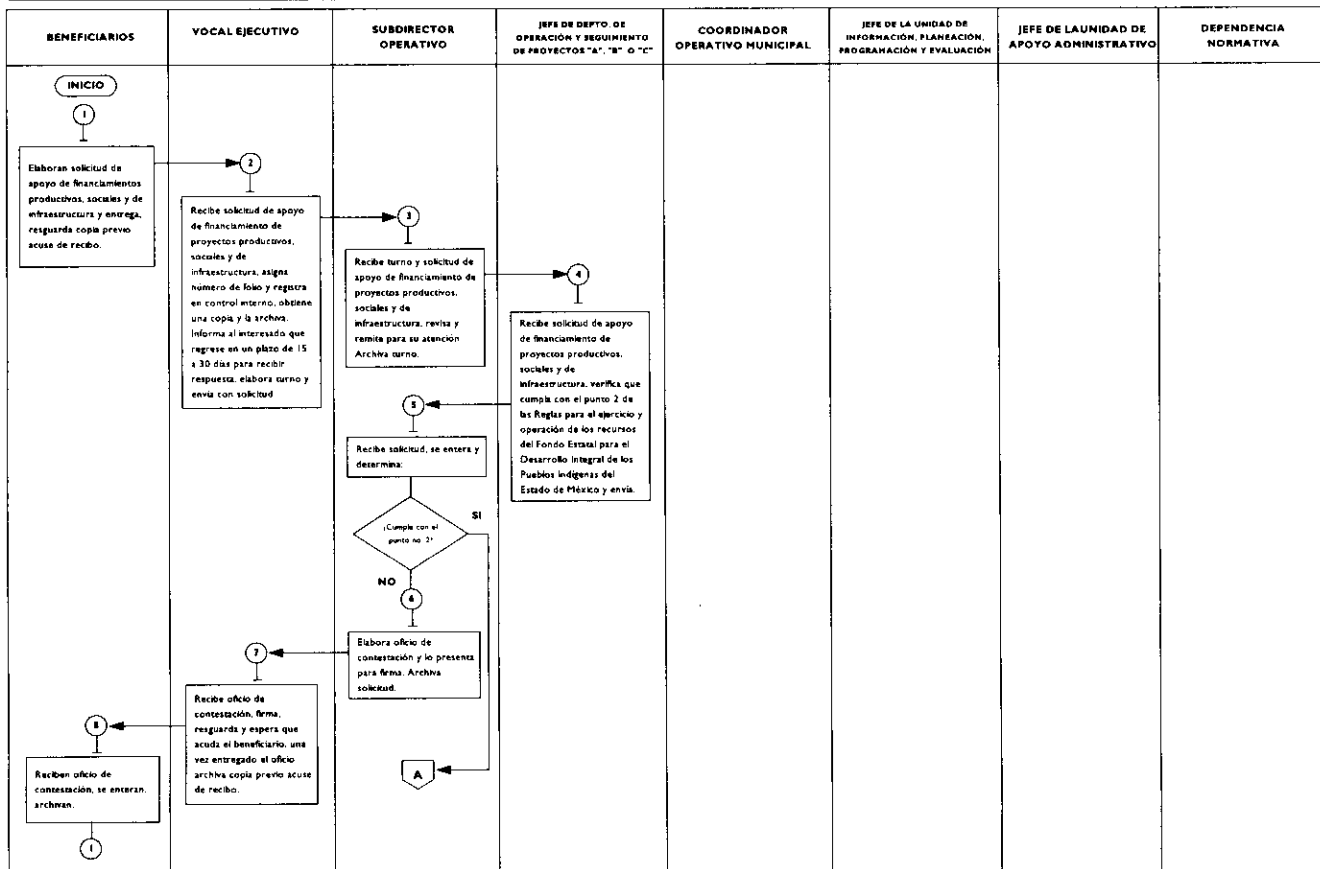 BENEFICIARIOS
VOCAL EJECUTIVO
SUBDIRECTOR
OPERATIVO
JEFE DE DEPTO. DE
OPERACIÓN Y SEGUIMIENTO
DE PROYECTOS "A", "B" O "C"
COORDINADOR
OPERATIVO MUNICIPAL
JEFE DE LA UNIDAD DE
INFORMACIÓN, PLANEACIÓN,
PROGRAMACIÓN Y EVALUACIÓN
JEFE DE LAUNIDAD DE
APOYO ADMINISTRATIVO
DEPENDENCIA
NORMATIVA
INICIO
1
Elaboran solicitud de
apoyo de financiamientos
productivos, sociales y de
infraestructura y entrega,
resguarda copia previo
acuse de recibo.
2
Recibe solicitud de apoyo
de financiamiento de
proyectos productivos,
sociales y de
infraestructura, asigna
número de folio y registra
en control interno, obtiene
una copia y la archiva.
Informa al interesado que
regrese en un plazo de 15
a 30 días para recibir
respuesta, elabora turno y
envía con solicitud
3
Recibe turno y solicitud de
apoyo de financiamiento de
proyectos productivos,
sociales y de
infraestructura, revisa y
remite para su atención
Archiva turno.
4
Recibe solicitud de apoyo
de financiamiento de
proyectos productivos,
sociales y de
infraestructura, verifica que
cumpla con el punto 2 de
las Reglas para el ejercicio y
operación de los recursos
del Fondo Estatal para el
Desarrollo Integral de los
Pueblos Indígenas del
Estado de México y envía.
5
Recibe solicitud, se entera y
determina:
¿Cumple con el
punto no. 2?
SI
NO
6
Elabora oficio de
contestación y lo presenta
para firma. Archiva
solicitud.
7
Recibe oficio de
contestación, firma,
resguarda y espera que
acuda el beneficiario, una
vez entregado el oficio
archiva copia previo acuse
de recibo.
8
Reciben oficio de
contestación, se enteran,
archivan.
1
A